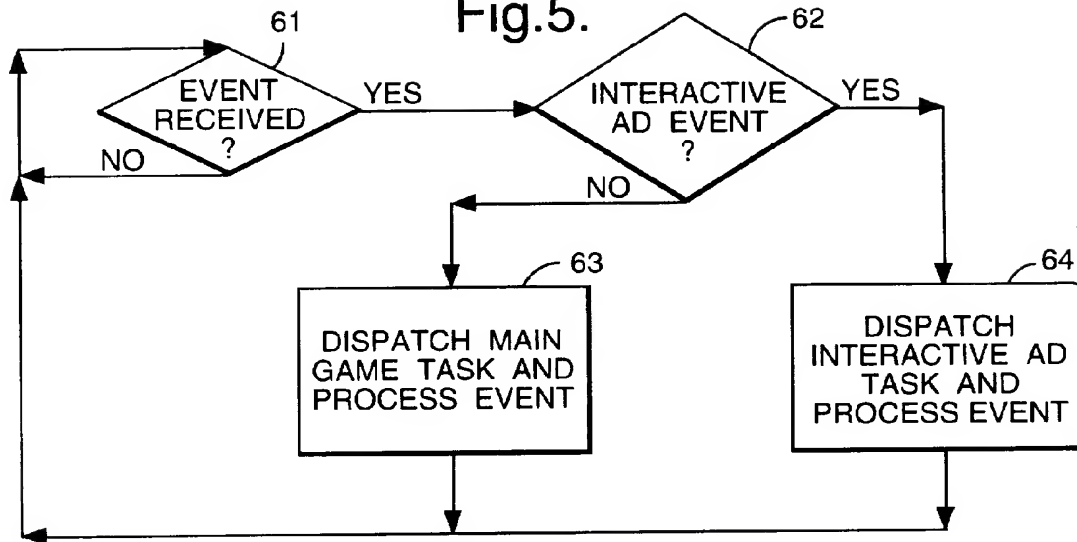 Fig.5.
61
EVENT
RECEIVED
?
YES
NO
62
INTERACTIVE
AD EVENT
?
YES
NO
63
DISPATCH MAIN
GAME TASK AND
PROCESS EVENT
64
DISPATCH
INTERACTIVE AD
TASK AND
PROCESS EVENT